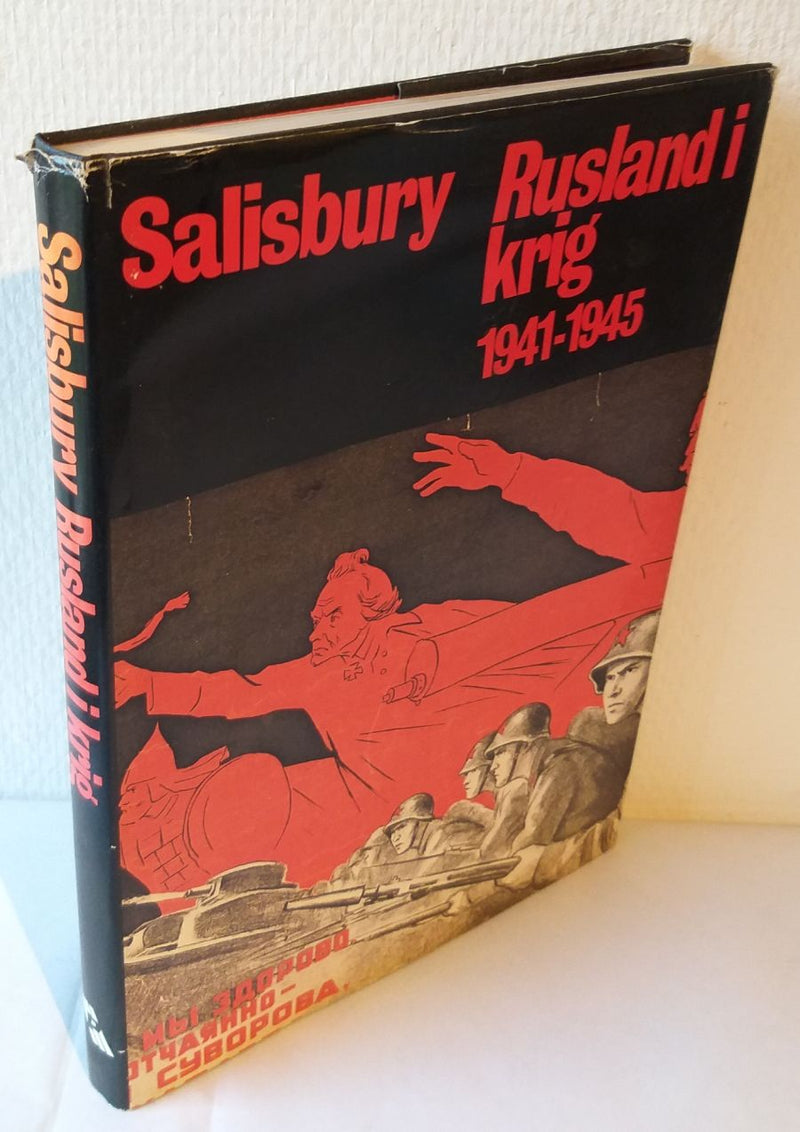 Salisbury
Rusland i
krig
1941-1945
Salisbury Rusland i krig
МЫ ЗДОРОВО
ОТЧАЯННО—
СУВОРОВА,